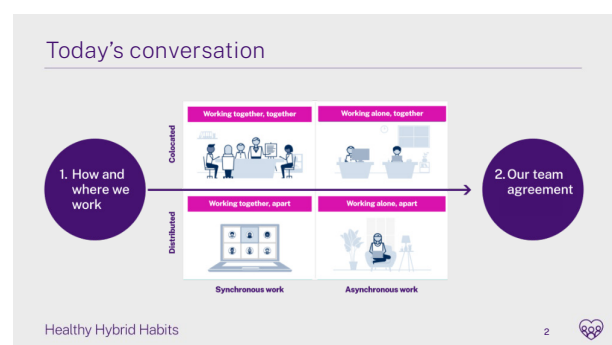 Today's conversation
Working together, together
Working alone, together
Colocated
1. How and
where we
work
2. Our team
agreement
Working together, apart
Working alone, apart
Distributed
Synchronous work
Asynchronous work
Healthy Hybrid Habits
2